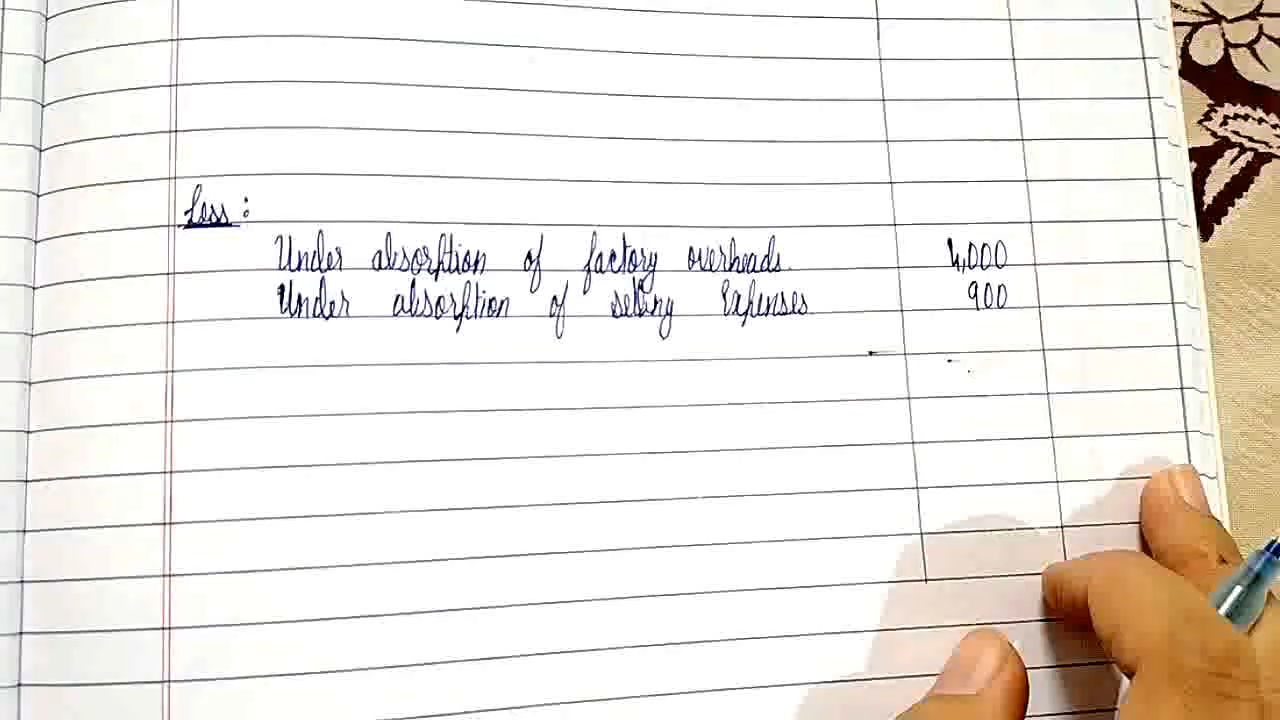 Less :
Under absorption of factory overheads. 4,000
Under absorption of selling Expenses 900